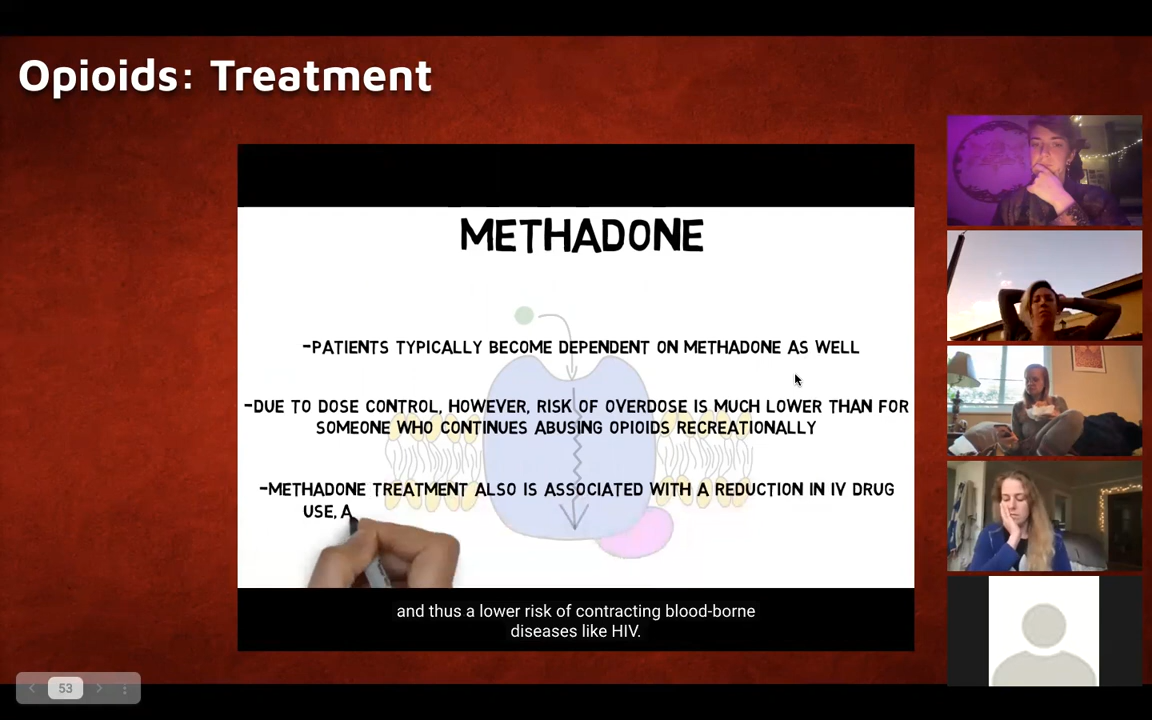 Opioids: Treatment
METHADONE
-PATIENTS TYPICALLY BECOME DEPENDENT ON METHADONE AS WELL
-DUE TO DOSE CONTROL, HOWEVER, RISK OF OVERDOSE IS MUCH LOWER THAN FOR
SOMEONE WHO CONTINUES ABUSING OPIOIDS RECREATIONALLY
-METHADONE TREATMENT ALSO IS ASSOCIATED WITH A REDUCTION IN IV DRUG
USE, A
and thus a lower risk of contracting blood-borne
diseases like HIV.
53